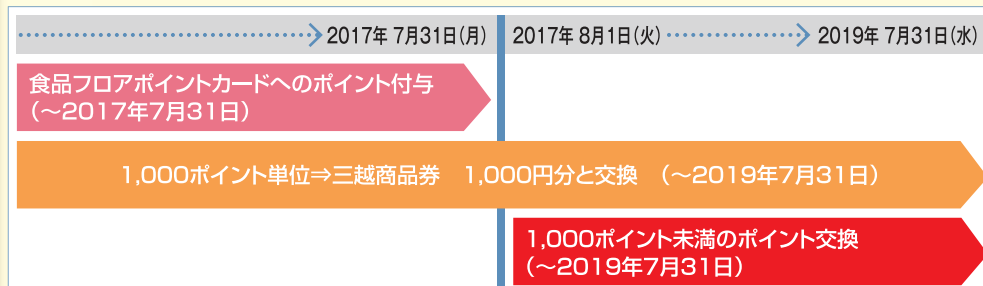 2017年 7月31日(月) 2017年 8月1日(火) 2019年 7月31日(水)
食品フロアポイントカードへのポイント付与
(〜2017年7月31日)
1,000ポイント単位⇒三越商品券 1,000円分と交換 (〜2019年7月31日)
1,000ポイント未満のポイント交換
(〜2019年7月31日)